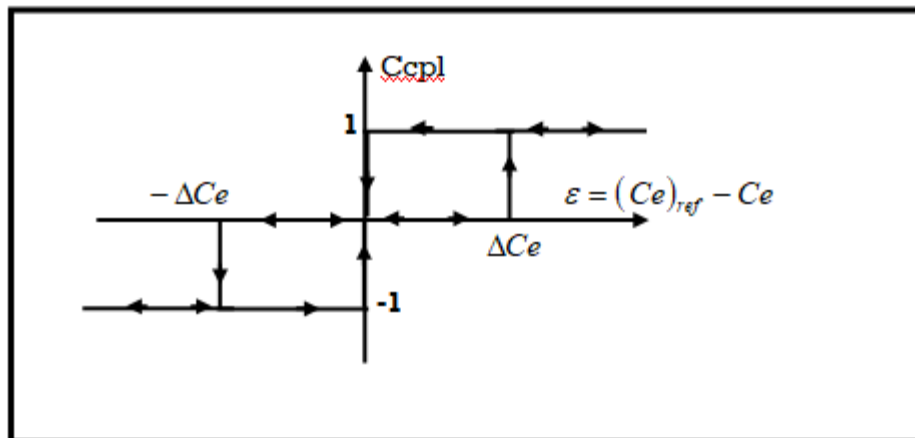 Ccpl
1
− ΔCe
ε = (Ce)ref − Ce
ΔCe
-1